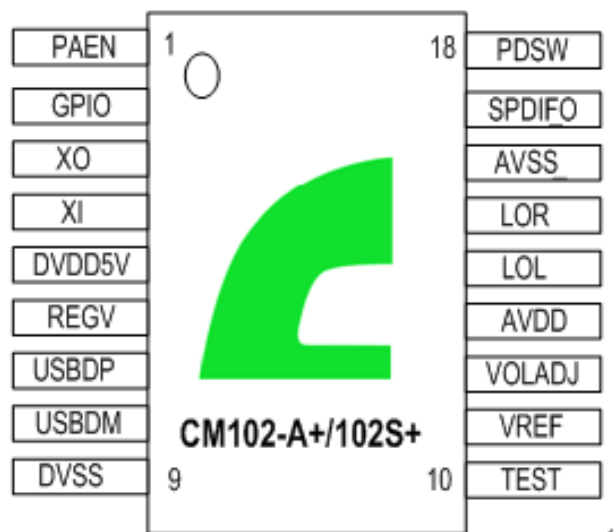 PAEN 1 18 PDSW
GPIO SPDIF_O
XO AVSS_
XI LOR
DVDD5V LOL
REGV AVDD
USBDP VOLADJ
USBDM CM102-A+/102S+ VREF
DVSS 9 10 TEST